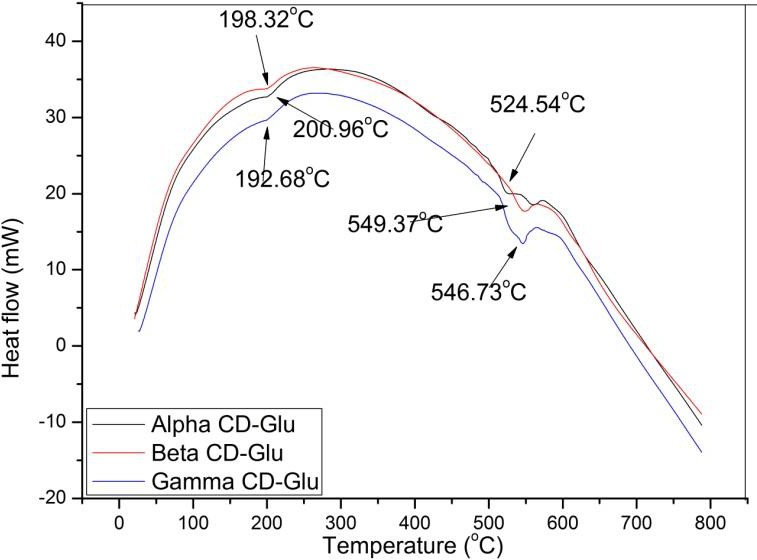 198.32°C
40
524.54°C
30
200.96°C
192.68°C
20
549.37°C
10
546.73°C
Heat flow (mW)
0
-10
Alpha CD-Glu
Beta CD-Glu
Gamma CD-Glu
-20
0 100 200 300 400 500 600 700 800
Temperature (°C)